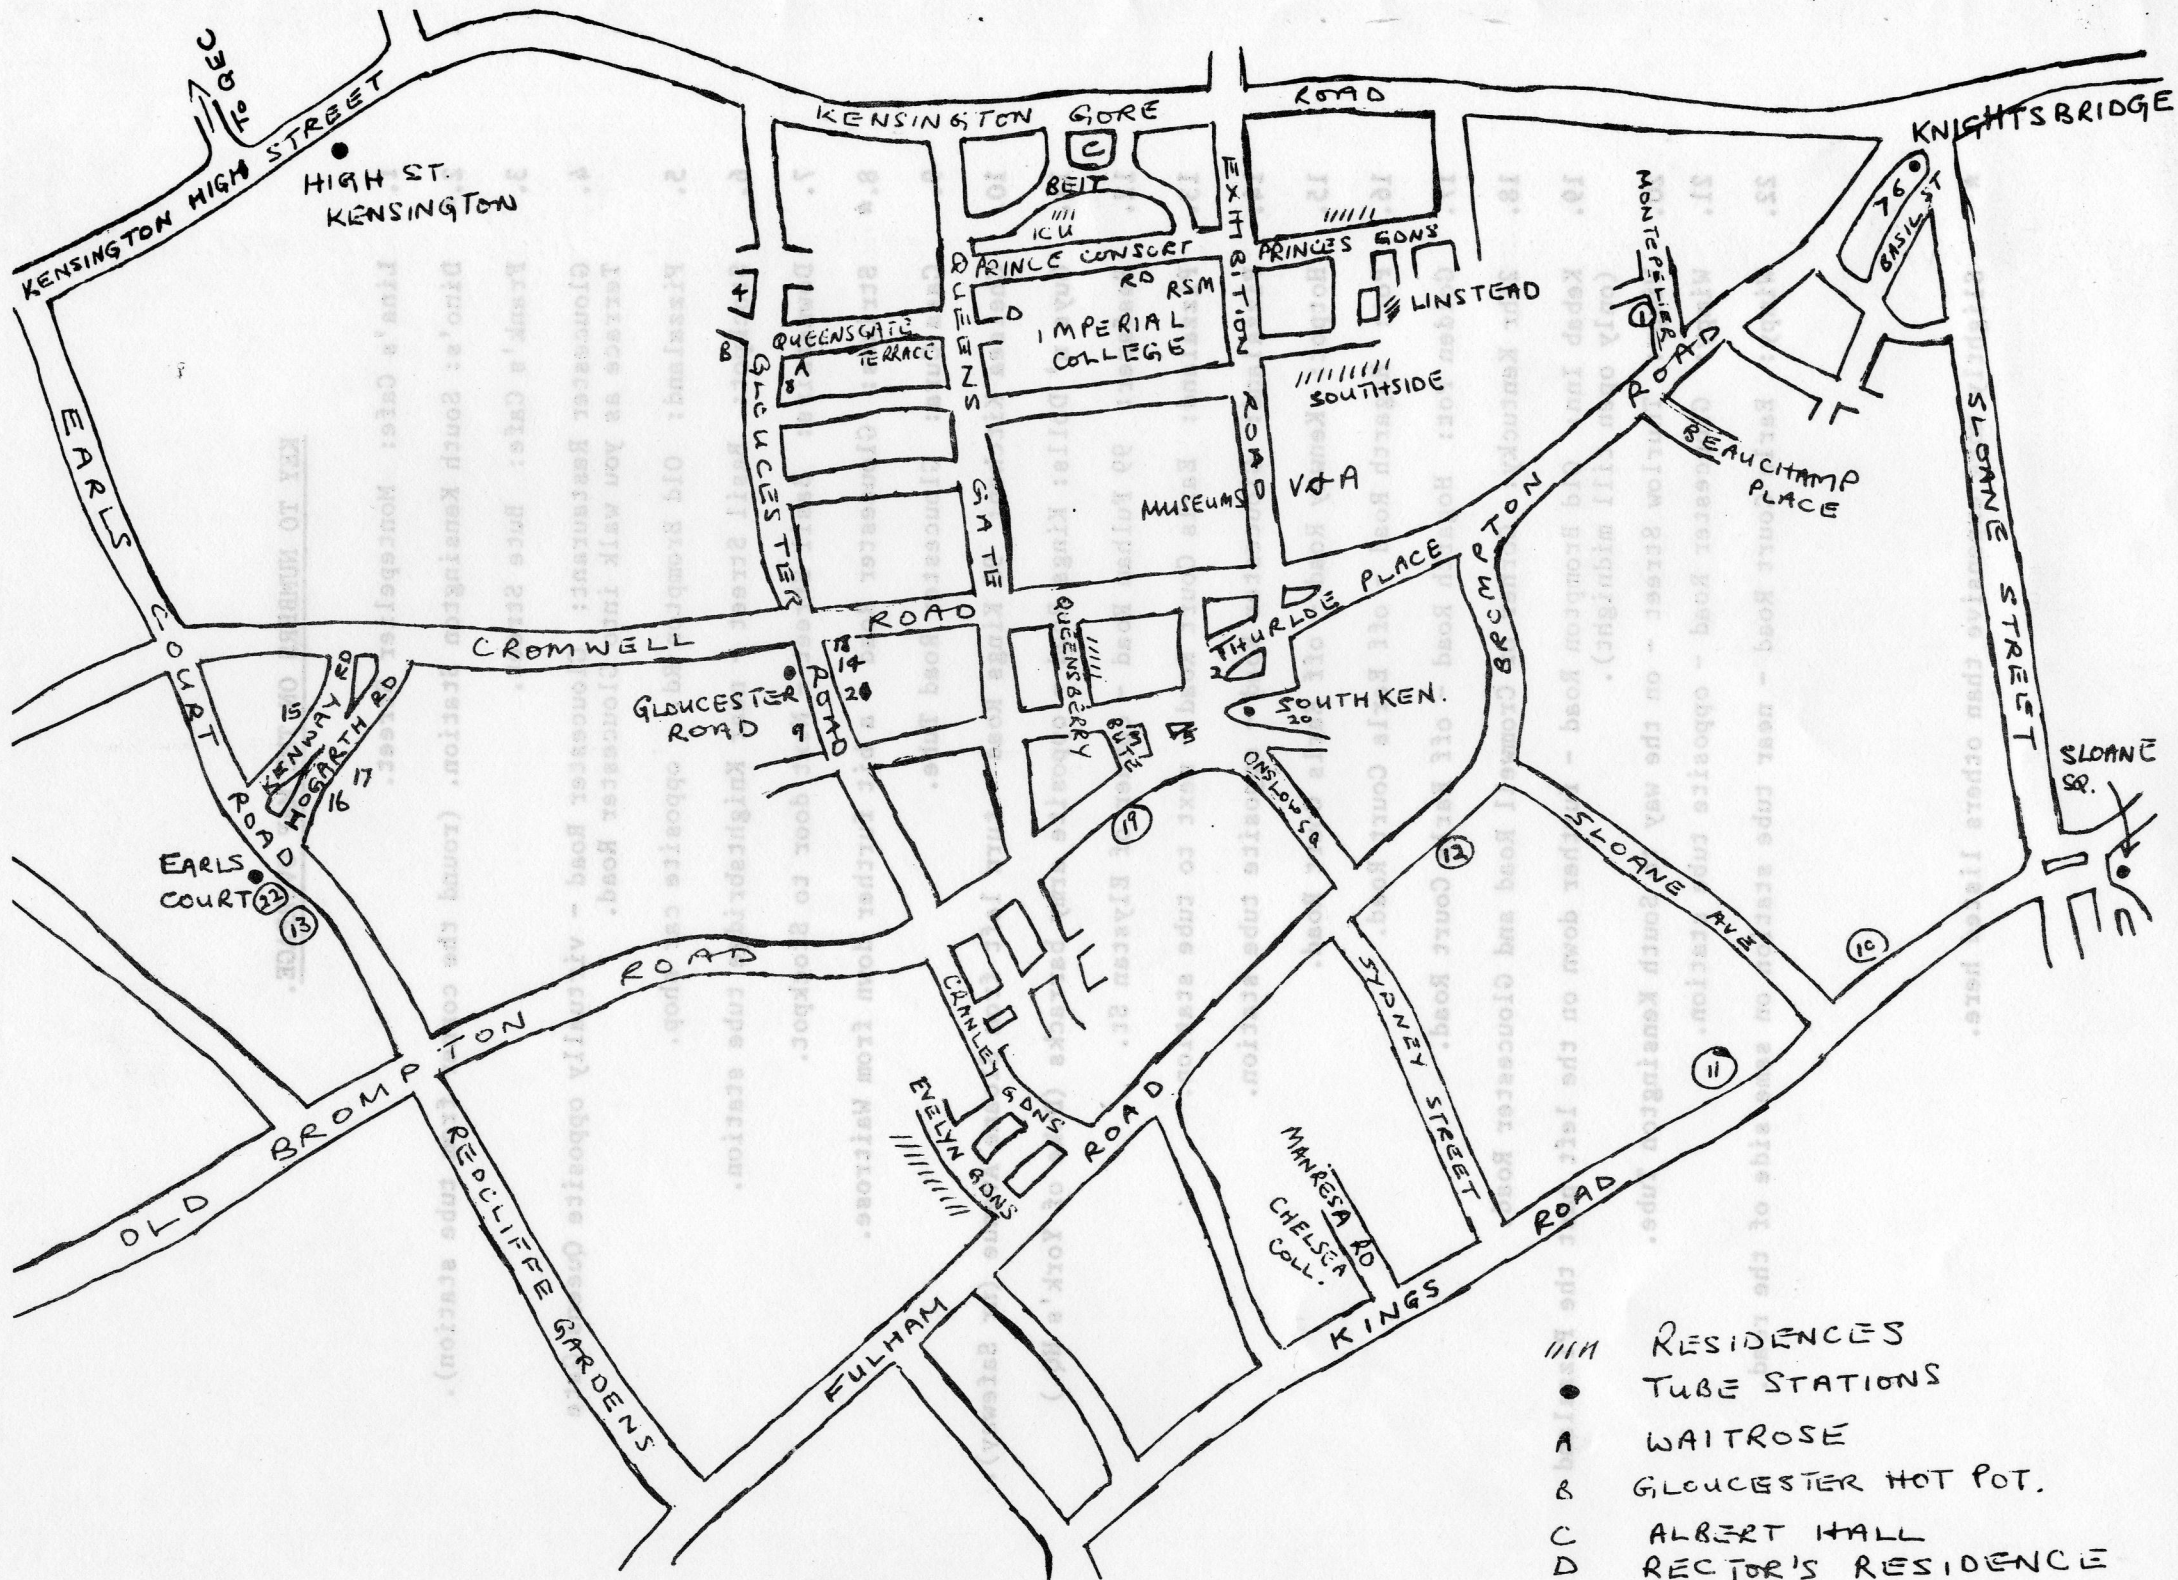 TO QEC
KENSINGTON HIGH STREET
HIGH ST.
KENSINGTON
KENSINGTON GORE
ROAD
KNIGHTSBRIDGE
C
BEIT
ICU
PRINCE CONSORT
RD
EXHIBITION ROAD
PRINCES GDNS
LINSTEAD
RSM
D
IMPERIAL
COLLEGE
SOUTHSIDE
MONTEPELIER
1
76
BASIL ST
4
B
QUEENSGATE
TERRACE
A
8
QUEENS GATE
GLOUCESTER ROAD
MUSEUMS
V&A
BROMPTON ROAD
BEAUCHAMP
PLACE
SLOANE STREET
EARLS COURT ROAD
CROMWELL ROAD
THURLOE PLACE
2
QUEENSBERRY
BUTE
3
SOUTH KEN.
20
GLOUCESTER
ROAD
18
14
21
9
15
KENWAY RD
HOGARTH RD
17
16
EARLS
COURT
22
13
19
ONSLOW SQ
12
SLOANE AVE
SLOANE
SQ.
10
11
OLD BROMPTON ROAD
CRANLEY GDNS
EVELYN GDNS
SYDNEY STREET
MANRESA RD
CHELSEA
COLL.
REDCLIFFE GARDENS
FULHAM ROAD
KINGS ROAD
RESIDENCES
TUBE STATIONS
A WAITROSE
B GLOUCESTER HOT POT.
C ALBERT HALL
D RECTOR'S RESIDENCE